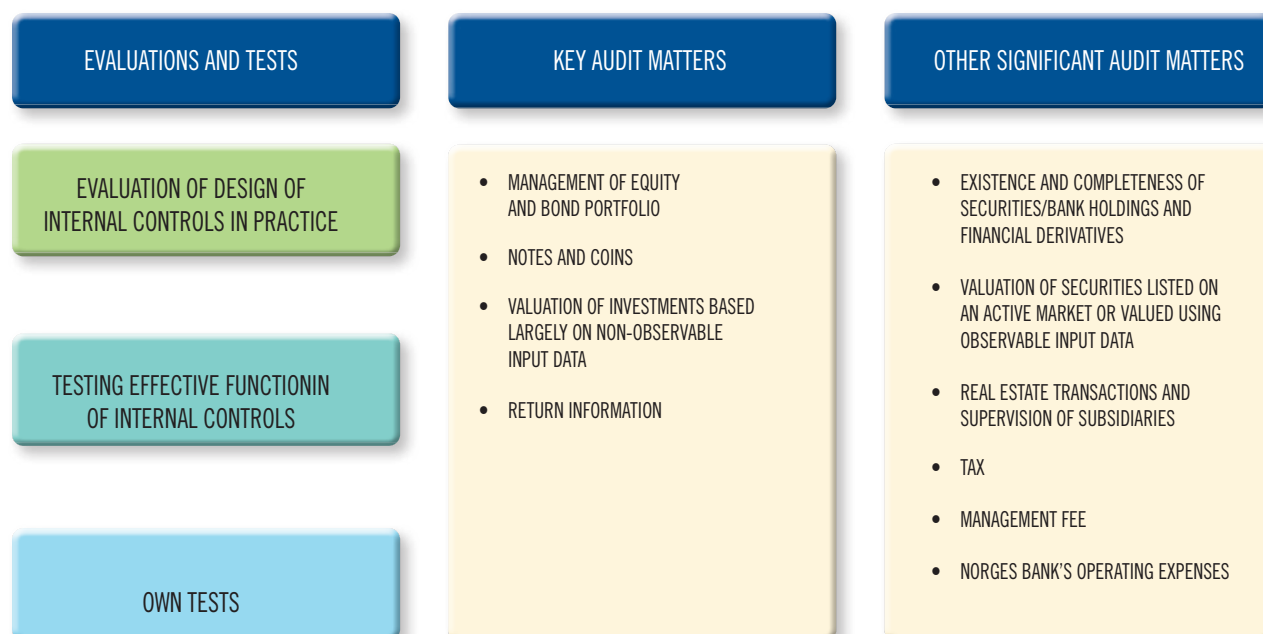 EVALUATIONS AND TESTS
EVALUATION OF DESIGN OF
INTERNAL CONTROLS IN PRACTICE
TESTING EFFECTIVE FUNCTIONIN
OF INTERNAL CONTROLS
OWN TESTS
KEY AUDIT MATTERS
• MANAGEMENT OF EQUITY
AND BOND PORTFOLIO
• NOTES AND COINS
• VALUATION OF INVESTMENTS BASED
LARGELY ON NON-OBSERVABLE
INPUT DATA
• RETURN INFORMATION
OTHER SIGNIFICANT AUDIT MATTERS
• EXISTENCE AND COMPLETENESS OF
SECURITIES/BANK HOLDINGS AND
FINANCIAL DERIVATIVES
• VALUATION OF SECURITIES LISTED ON
AN ACTIVE MARKET OR VALUED USING
OBSERVABLE INPUT DATA
• REAL ESTATE TRANSACTIONS AND
SUPERVISION OF SUBSIDIARIES
• TAX
• MANAGEMENT FEE
• NORGES BANK’S OPERATING EXPENSES